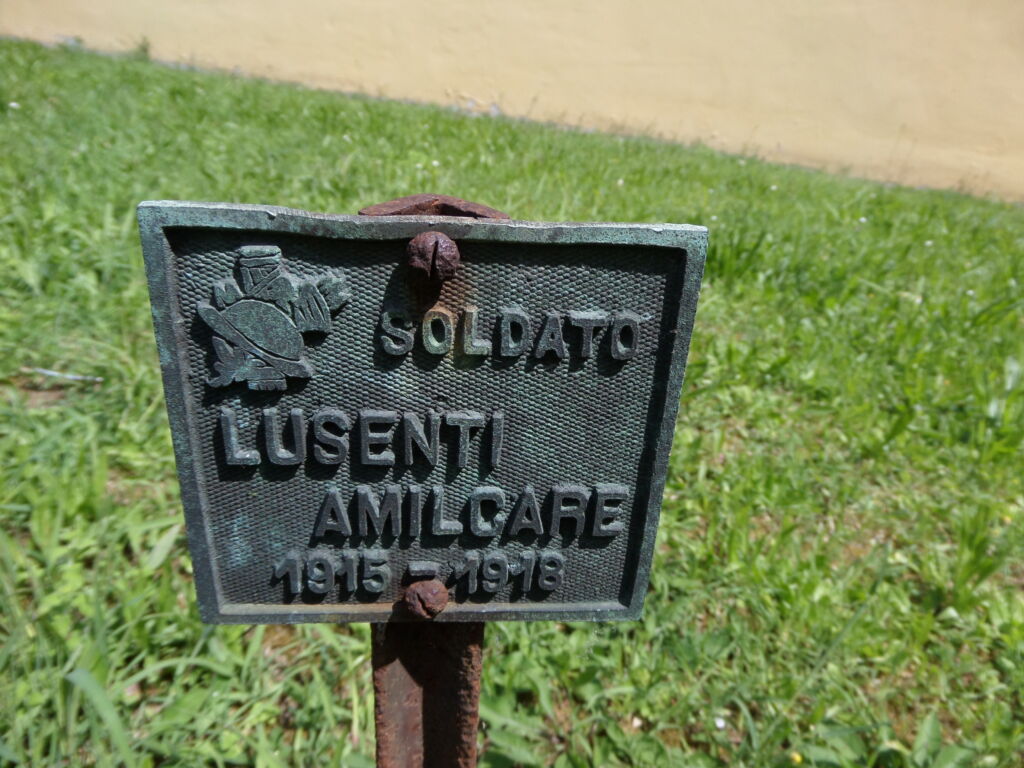 SOLDATO
LUSENTI
AMILCARE
1915-1918